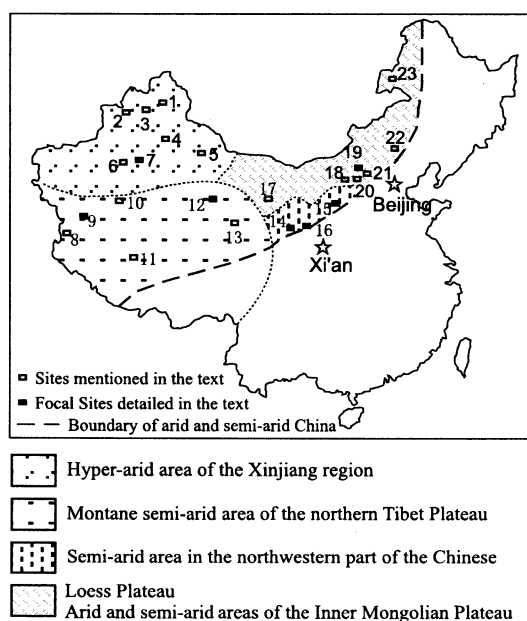 23
1
2
3
4
5
6
7
22
19
18
21
20
17
10
12
Beijing
9
15
14
8
13
16
11
Xi'an
Sites mentioned in the text
Focal Sites detailed in the text
Boundary of arid and semi-arid China
Hyper-arid area of the Xinjiang region
Montane semi-arid area of the northern Tibet Plateau
Semi-arid area in the northwestern part of the Chinese
Loess Plateau
Arid and semi-arid areas of the Inner Mongolian Plateau